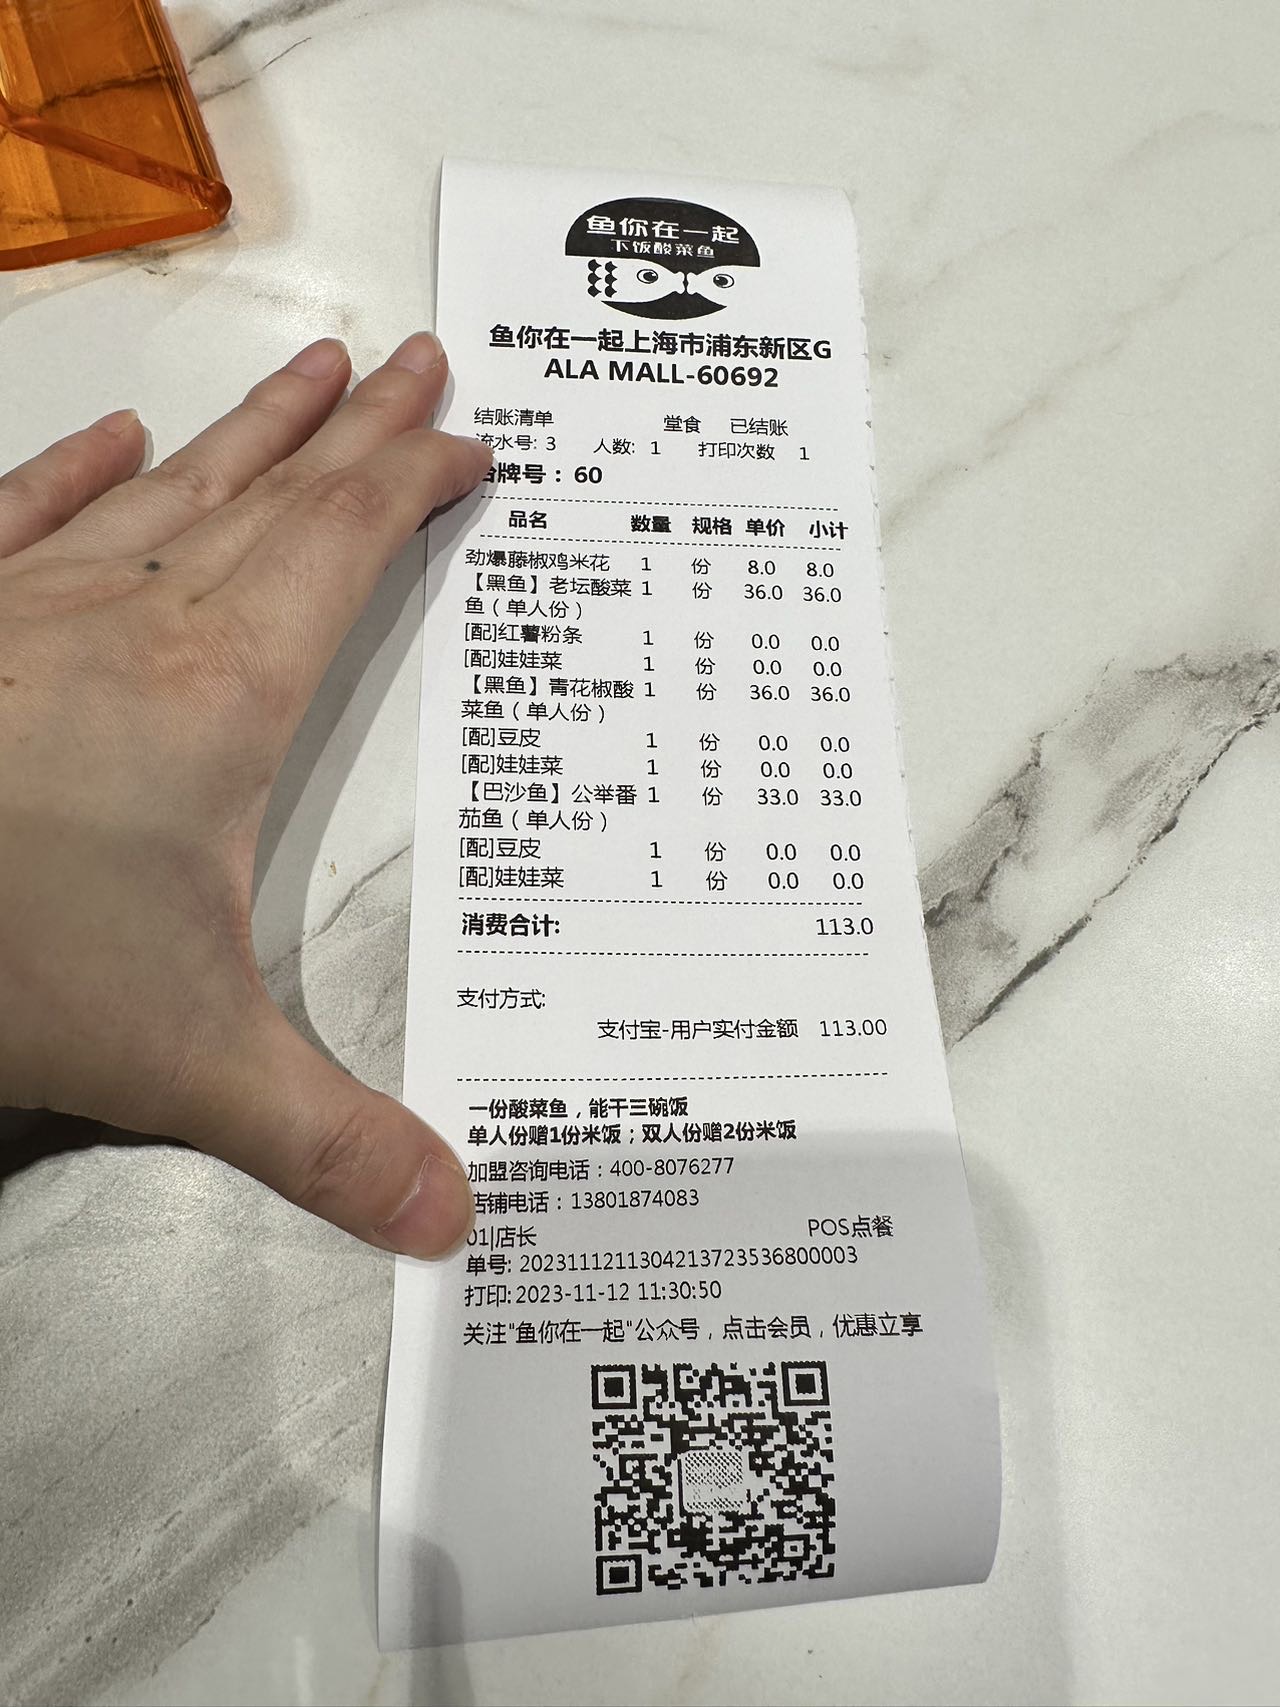 鱼你在一起
下饭酸菜鱼
鱼你在一起上海市浦东新区G
ALA MALL-60692
结账清单 堂食 已结账
流水号: 3 人数: 1 打印次数 1
台牌号：60
品名 数量 规格 单价 小计
劲爆藤椒鸡米花 1 份 8.0 8.0
【黑鱼】老坛酸菜 1 份 36.0 36.0
鱼（单人份）
[配]红薯粉条 1 份 0.0 0.0
[配]娃娃菜 1 份 0.0 0.0
【黑鱼】青花椒酸 1 份 36.0 36.0
菜鱼（单人份）
[配]豆皮 1 份 0.0 0.0
[配]娃娃菜 1 份 0.0 0.0
【巴沙鱼】公举番 1 份 33.0 33.0
茄鱼（单人份）
[配]豆皮 1 份 0.0 0.0
[配]娃娃菜 1 份 0.0 0.0
消费合计: 113.0
支付方式:
支付宝-用户实付金额 113.00
一份酸菜鱼，能干三碗饭
单人份赠1份米饭；双人份赠2份米饭
加盟咨询电话：400-8076277
店铺电话：13801874083
01|店长 POS点餐
单号: 2023111211304213723536800003
打印: 2023-11-12 11:30:50
关注"鱼你在一起"公众号，点击会员，优惠立享